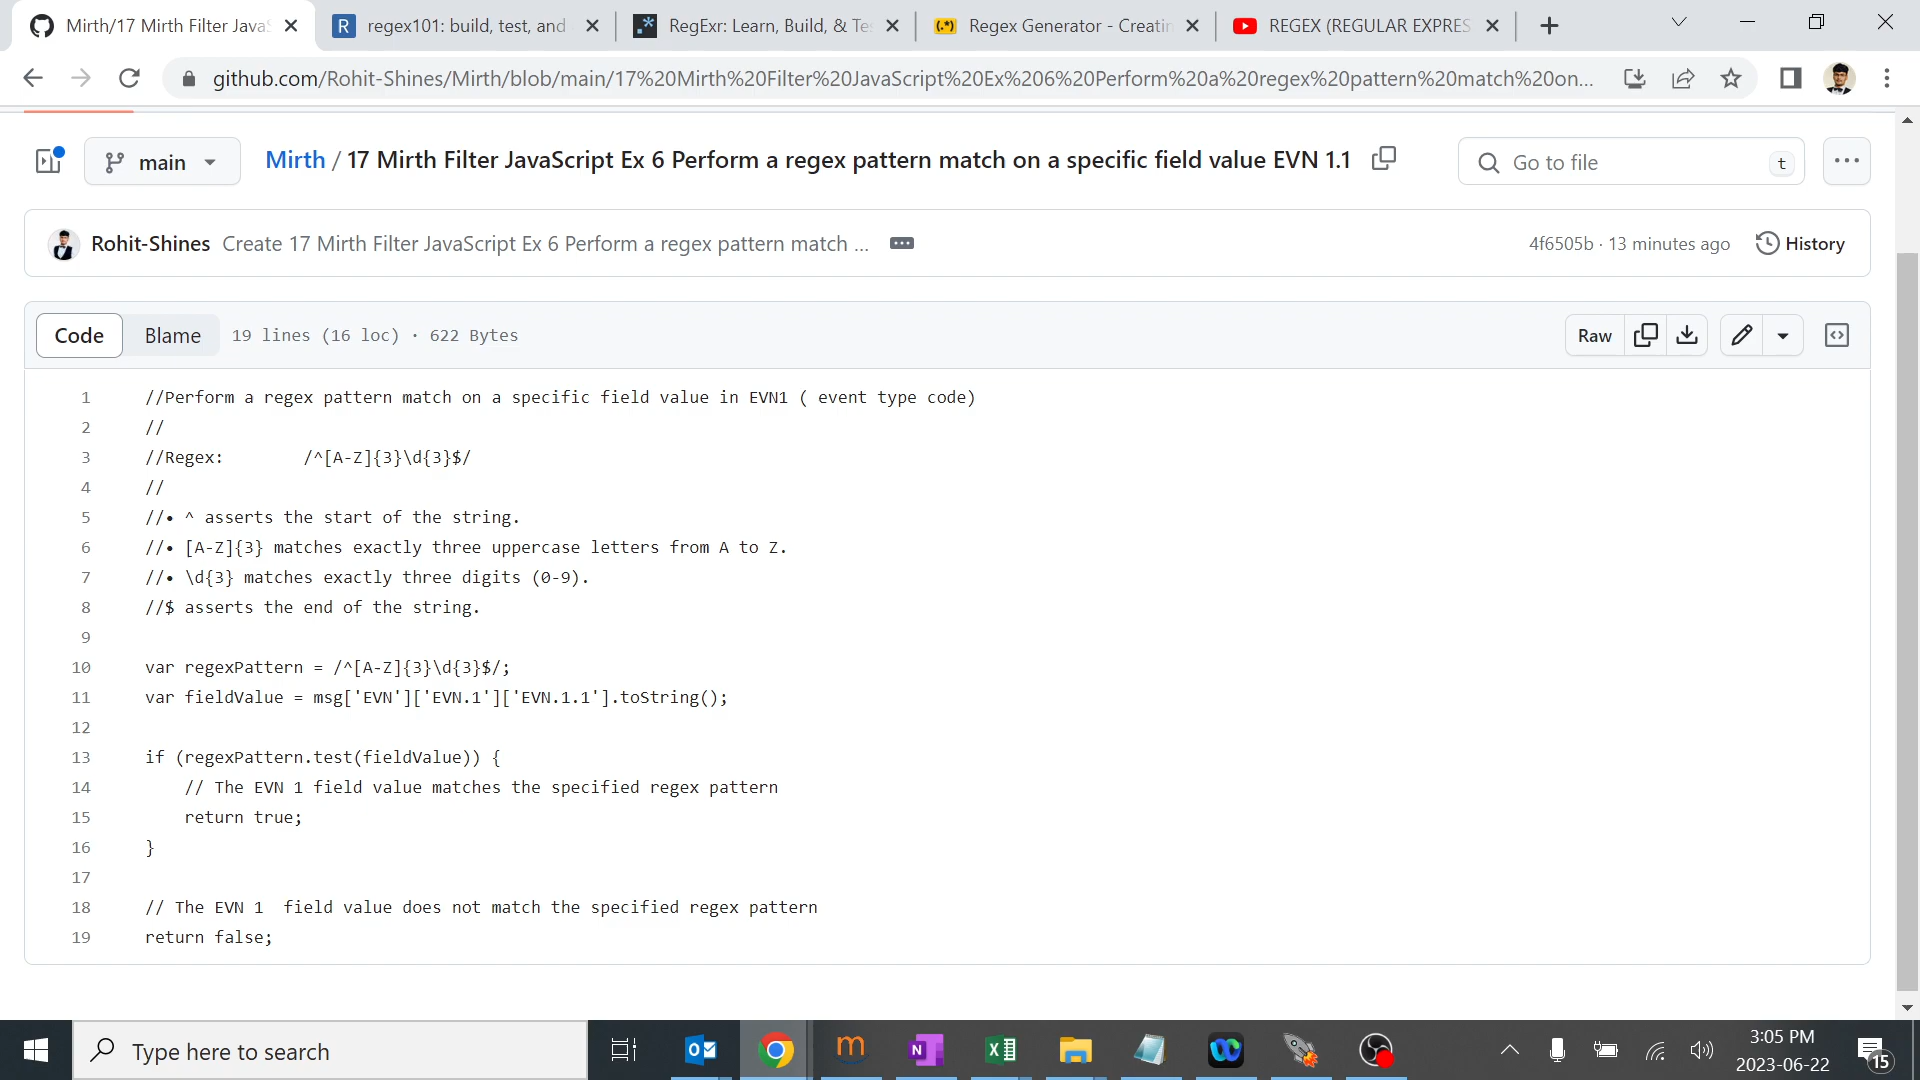 Mirth/17 Mirth Filter Javas
regex101: build, test, and
RegExr: Learn, Build, & Te
Regex Generator - Creatin
REGEX (REGULAR EXPRES
github.com/Rohit-Shines/Mirth/blob/main/17%20Mirth%20Filter%20JavaScript%20Ex%206%20Perform%20a%20regex%20pattern%20match%20on...
main
Mirth / 17 Mirth Filter JavaScript Ex 6 Perform a regex pattern match on a specific field value EVN 1.1
Go to file
t
Rohit-Shines Create 17 Mirth Filter JavaScript Ex 6 Perform a regex pattern match ...
4f6505b · 13 minutes ago
History
Code
Blame
19 lines (16 loc) · 622 Bytes
Raw
1 //Perform a regex pattern match on a specific field value in EVN1 ( event type code)
2 //
3 //Regex:        /^[A-Z]{3}\d{3}$/
4 //
5 //• ^ asserts the start of the string.
6 //• [A-Z]{3} matches exactly three uppercase letters from A to Z.
7 //• \d{3} matches exactly three digits (0-9).
8 //$ asserts the end of the string.
9
10 var regexPattern = /^[A-Z]{3}\d{3}$/;
11 var fieldValue = msg['EVN']['EVN.1']['EVN.1.1'].toString();
12
13 if (regexPattern.test(fieldValue)) {
14     // The EVN 1 field value matches the specified regex pattern
15     return true;
16 }
17
18 // The EVN 1  field value does not match the specified regex pattern
19 return false;
Type here to search
3:05 PM
2023-06-22
15